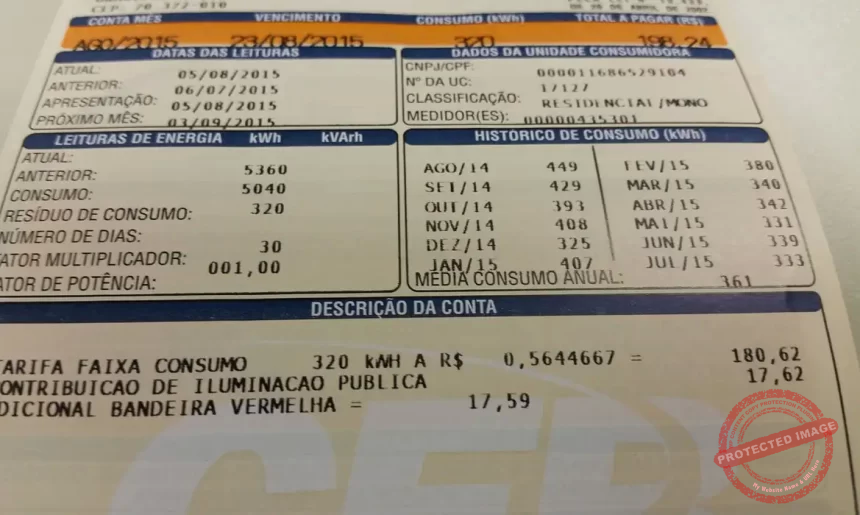 CEP 70 372-010
CONTA MÊS VENCIMENTO CONSUMO (kWh) TOTAL A PAGAR (R$)
AGO/2015 23/08/2015 320 198,24
DATAS DAS LEITURAS
ATUAL: 05/08/2015
ANTERIOR: 06/07/2015
APRESENTAÇÃO: 05/08/2015
PRÓXIMO MÊS: 03/09/2015
DADOS DA UNIDADE CONSUMIDORA
CNPJ/CPF: 000011686529104
Nº DA UC:
CLASSIFICAÇÃO: RESIDENCIAL/MONO
MEDIDOR(ES): 00000435301
LEITURAS DE ENERGIA kWh kVArh
ATUAL: 5360
ANTERIOR: 5040
CONSUMO: 320
RESÍDUO DE CONSUMO:
NÚMERO DE DIAS: 30
ATOR MULTIPLICADOR: 001,00
ATOR DE POTÊNCIA:
HISTÓRICO DE CONSUMO (kWh)
AGO/14 449 FEV/15 380
SET/14 429 MAR/15 340
OUT/14 393 ABR/15 342
NOV/14 408 MAI/15 331
DEZ/14 325 JUN/15 339
JAN/15 407 JUL/15 333
MÉDIA CONSUMO ANUAL: 361
DESCRIÇÃO DA CONTA
TARIFA FAIXA CONSUMO 320 kWH A R$ 0,5644667 = 180,62
ONTRIBUICAO DE ILUMINACAO PUBLICA 17,62
DICIONAL BANDEIRA VERMELHA = 17,59
PROTECTED IMAGE